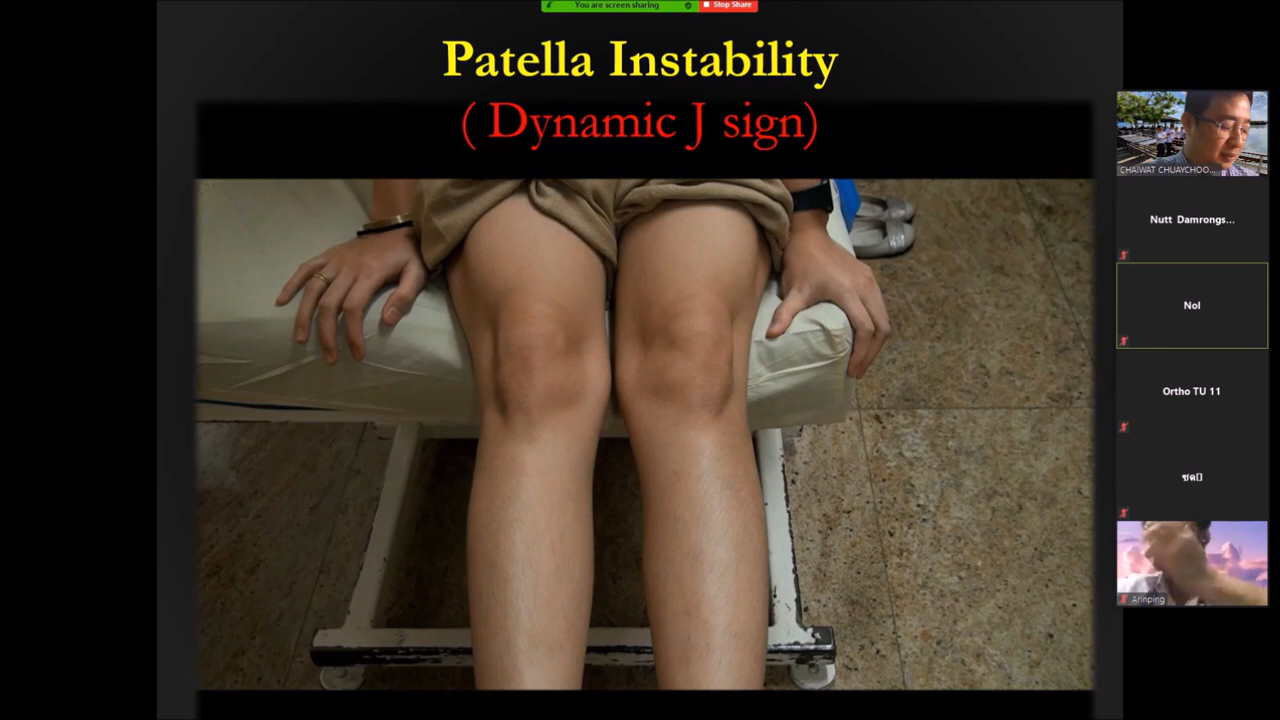 You are screen sharing
Stop Share
Patella Instability
( Dynamic J sign)
CHAIWAT CHUAYCHOO...
Nutt Damrongs...
Nol
Ortho TU 11
Arinping